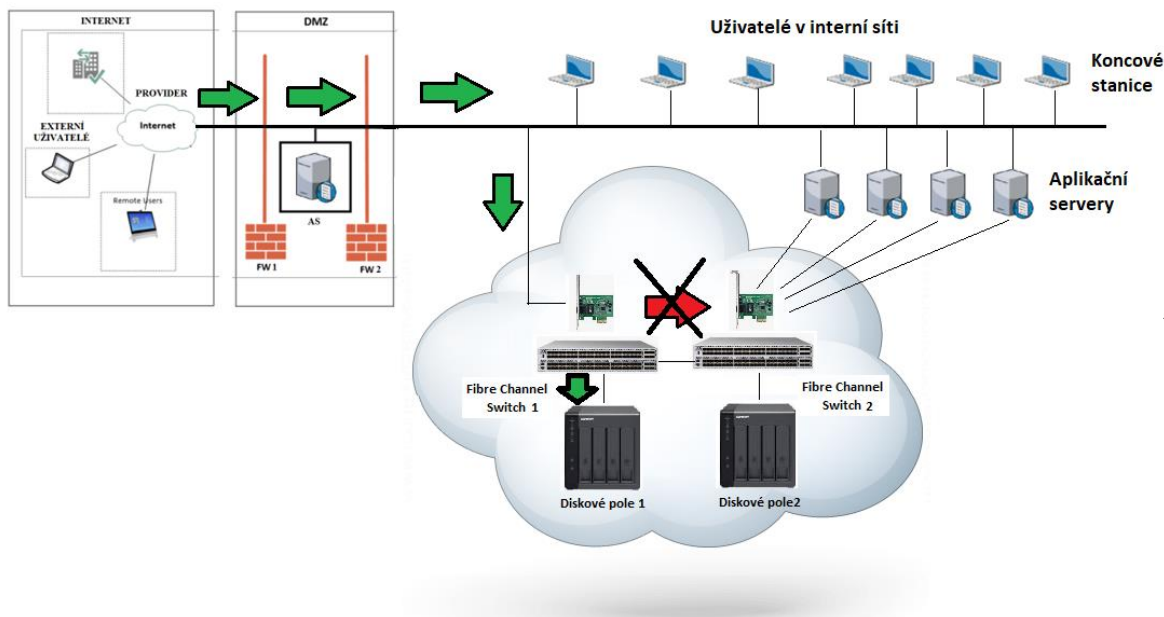 INTERNET
DMZ
Uživatelé v interní síti
Koncové
stanice
PROVIDER
Internet
EXTERNÍ
UŽIVATELÉ
Remote Users
AS
FW 1
FW 2
Aplikační
servery
Fibre Channel
Switch 1
Fibre Channel
Switch 2
Diskové pole 1
Diskové pole2